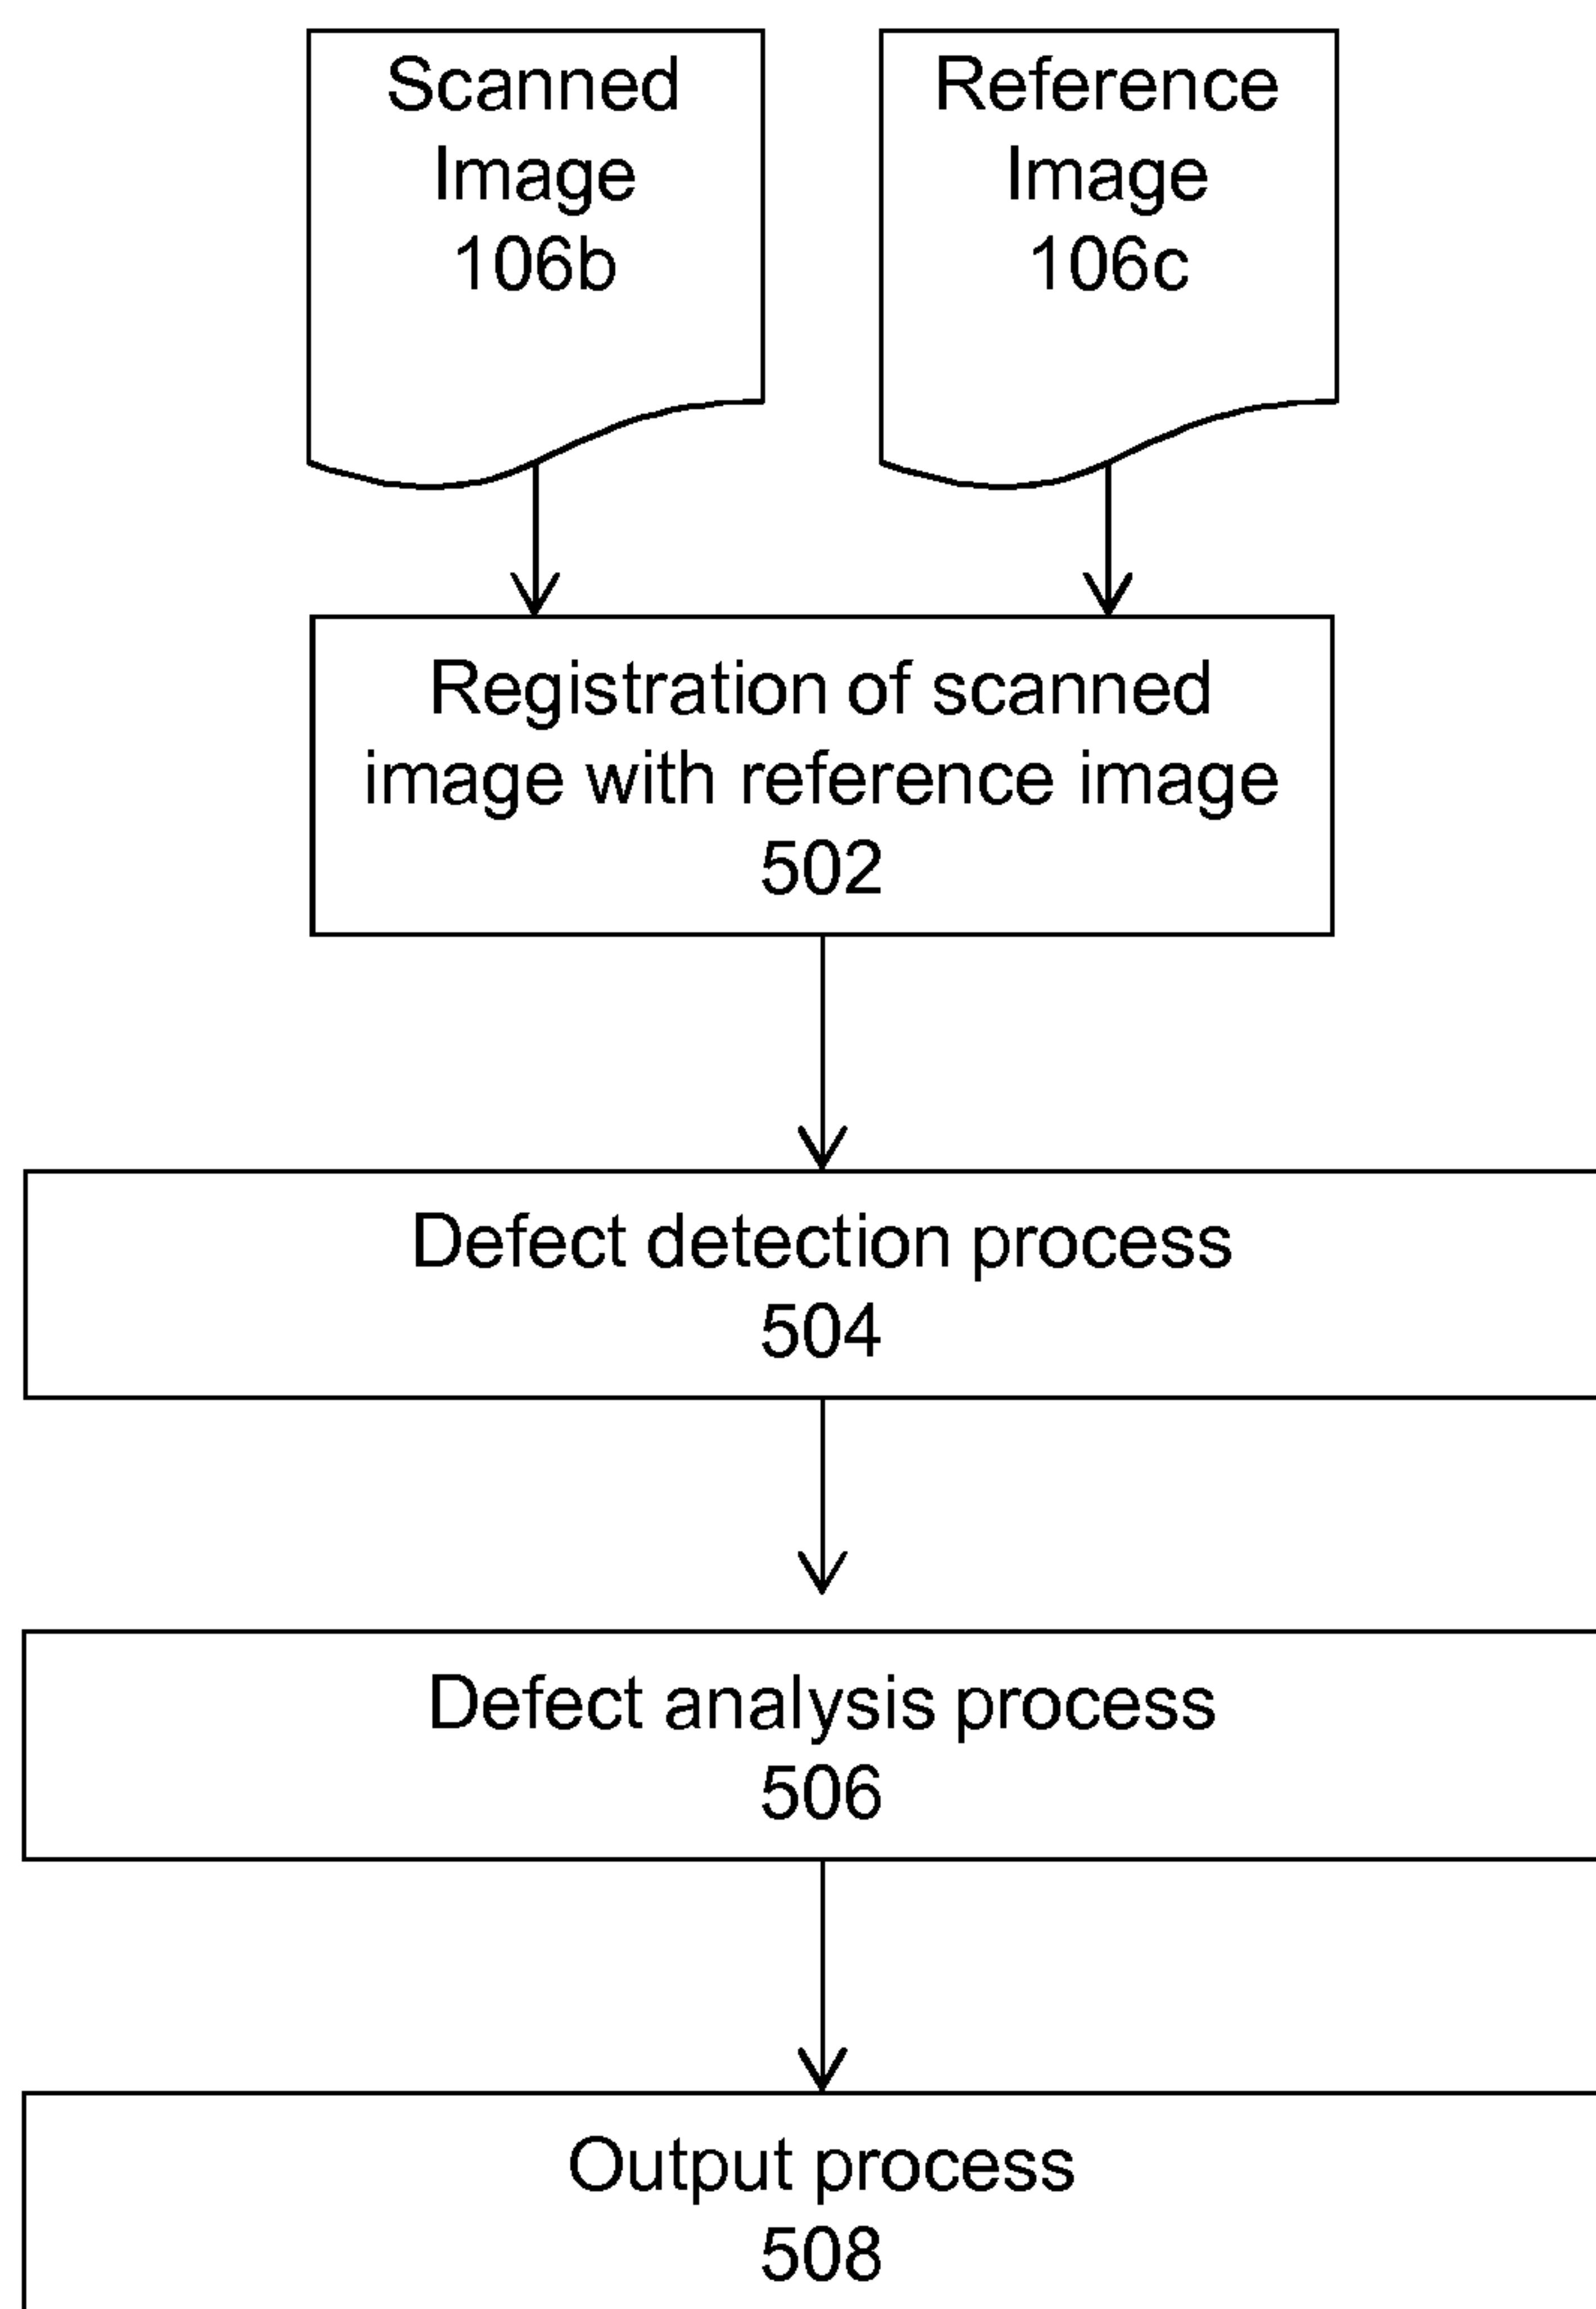 Scanned
Image
106b
Reference
Image
106c
Registration of scanned
image with reference image
502
Defect detection process
504
Defect analysis process
506
Output process
508